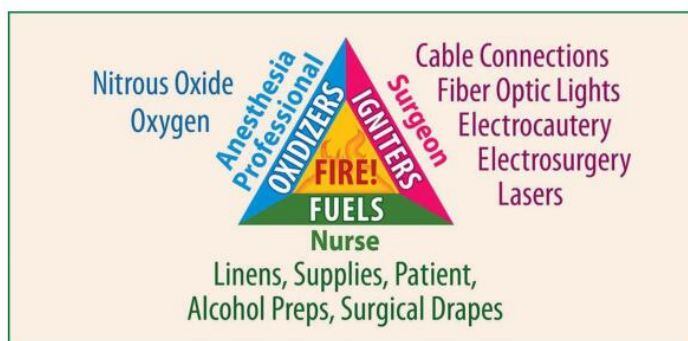 Nitrous Oxide
Oxygen
Anesthesia
Professional
OXIDIZERS
FIRE!
IGNITERS
Surgeon
Cable Connections
Fiber Optic Lights
Electrocautery
Electrosurgery
Lasers
FUELS
Nurse
Linens, Supplies, Patient,
Alcohol Preps, Surgical Drapes